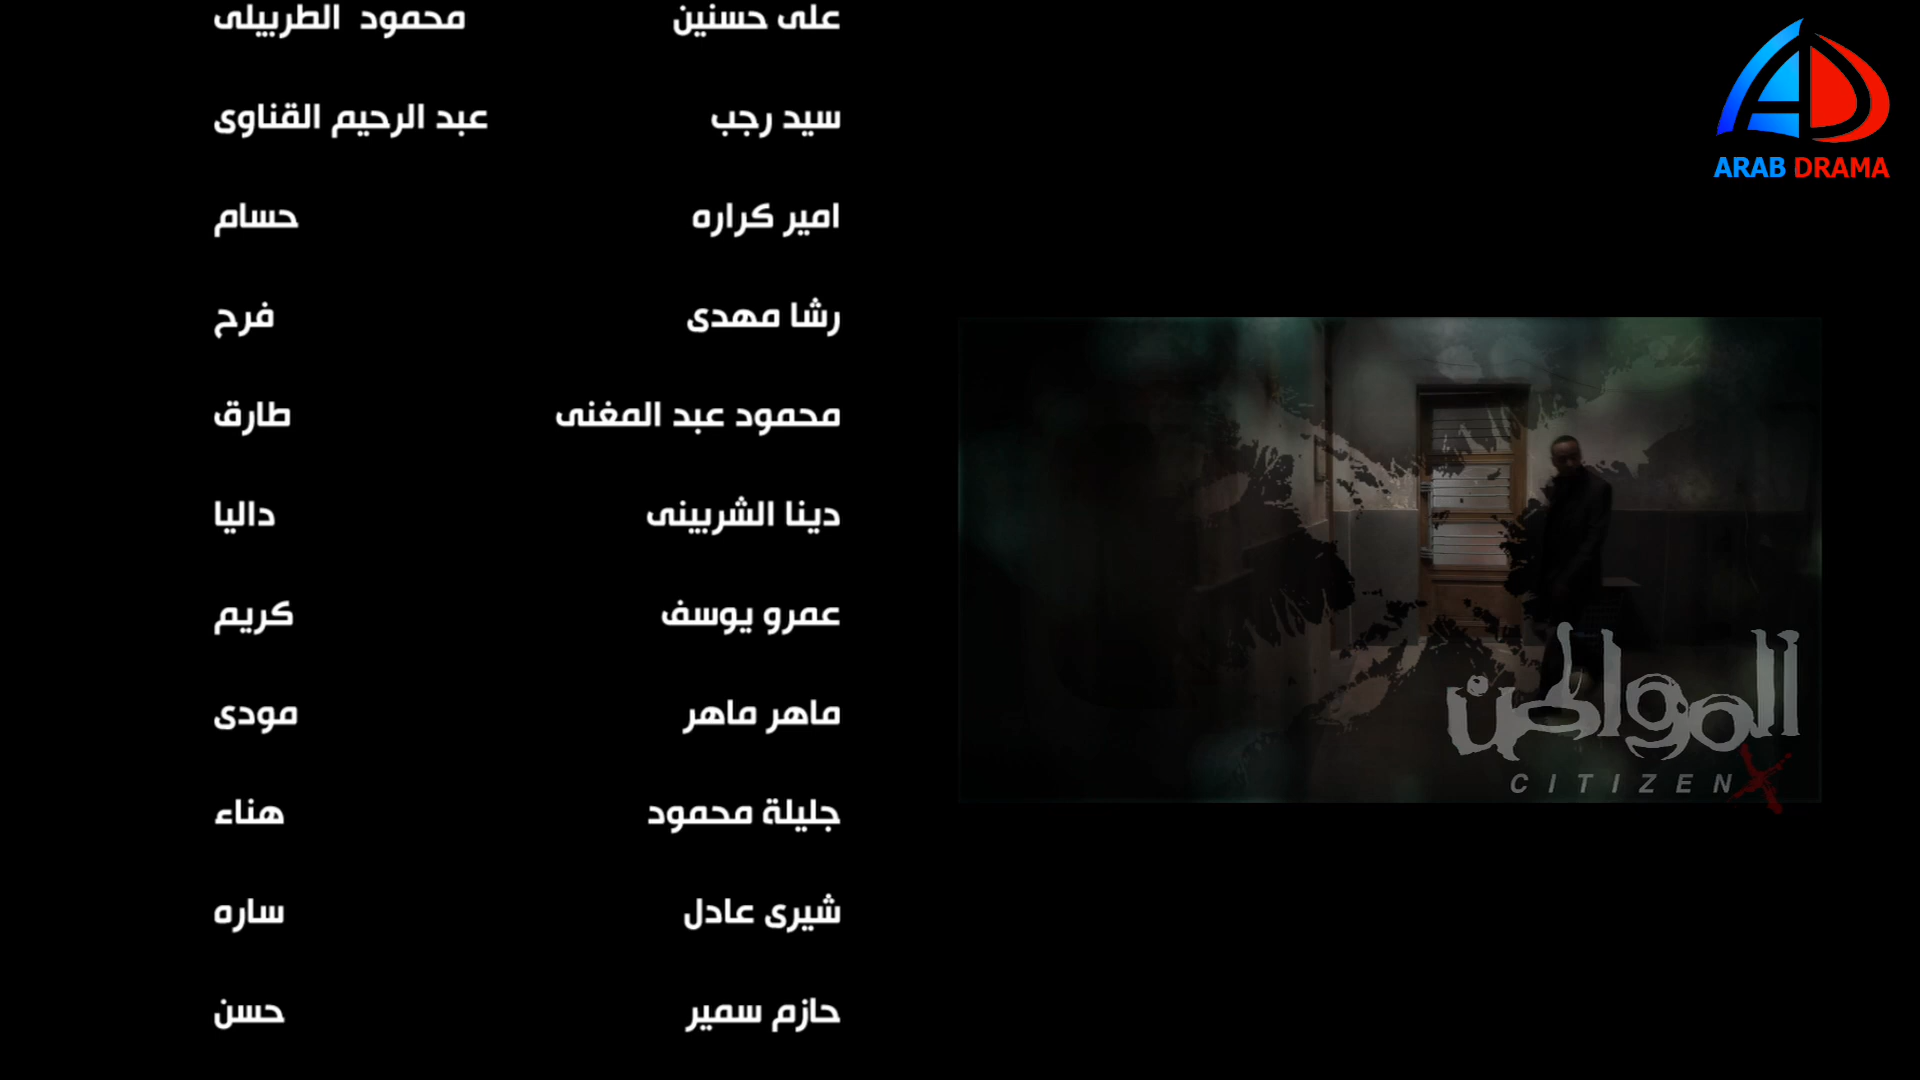 على حسنين محمود الطربيلى
سيد رجب عبد الرحيم القناوى
امير كراره حسام
رشا مهدى فرح
محمود عبد المغنى طارق
دينا الشربينى داليا
عمرو يوسف كريم
ماهر ماهر مودى
جليلة محمود هناء
شيرى عادل ساره
حازم سمير حسن
ARAB DRAMA
المواطن
CITIZEN X